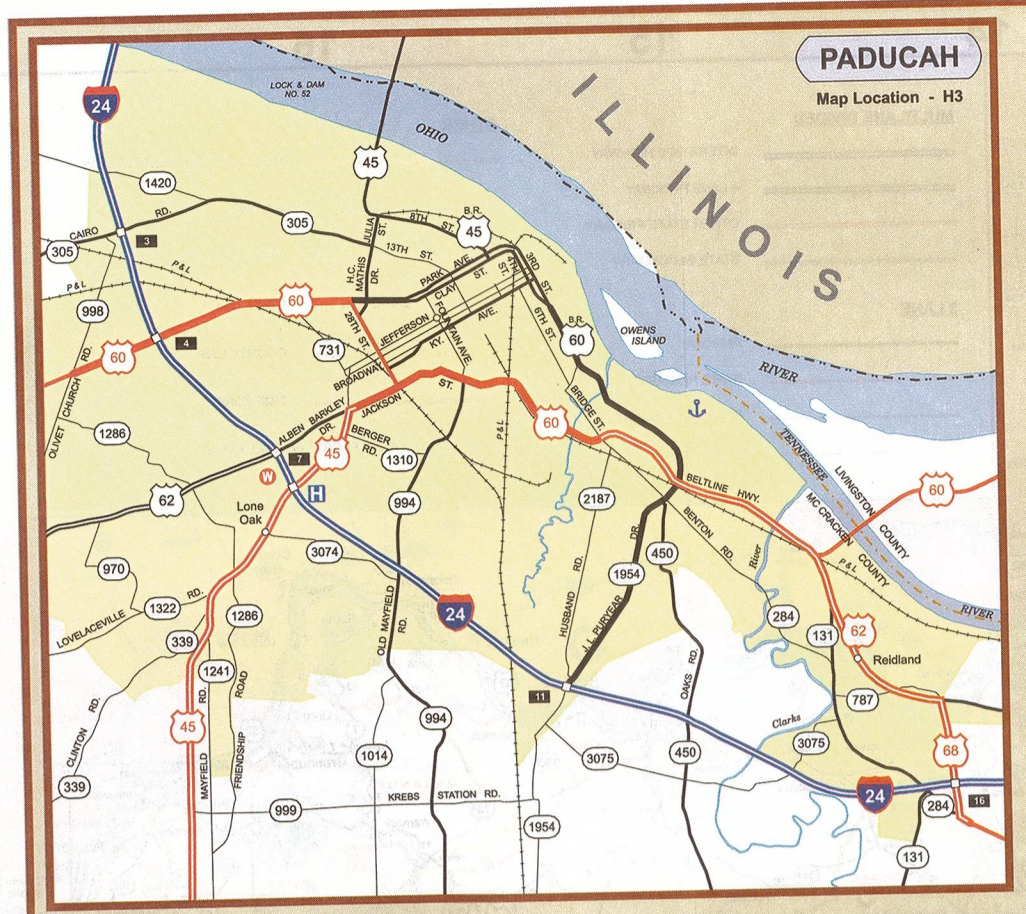 PADUCAH
Map Location - H3
ILLINOIS
LOCK & DAM
NO. 52
OHIO
24
45
1420
CAIRO RD.
305
305
3
P & L
P & L
998
H.C.
MATHIS
DR.
JULIA
ST.
8TH ST.
B.R.
45
13TH ST.
PARK AVE.
CLAY ST.
4TH ST.
3RD ST.
60
28TH ST.
JEFFERSON
FOUNTAIN AVE.
KY. AVE.
6TH ST.
B.R.
60
OWENS
ISLAND
RIVER
60
4
731
BROADWAY
OLIVET CHURCH RD.
1286
ALBEN BARKLEY DR.
JACKSON ST.
BRIDGE ST.
P & L
60
45
BERGER
RD.
1310
7
W
H
62
Lone
Oak
994
2187
BELTLINE HWY.
TENNESSEE
LIVINGSTON COUNTY
MC CRACKEN COUNTY
60
BENTON RD.
River
P & L
RIVER
3074
970
1322
LOVELACEVILLE RD.
339
1286
OLD MAYFIELD
RD.
24
HUSBAND RD.
1954
J.L. PURYEAR DR.
450
284
131
62
Reidland
1241
CLINTON RD.
45
MAYFIELD RD.
FRIENDSHIP ROAD
11
OAKS RD.
787
994
Clarks
3075
3075
68
1014
450
339
999
KREBS STATION RD.
1954
24
284
16
131